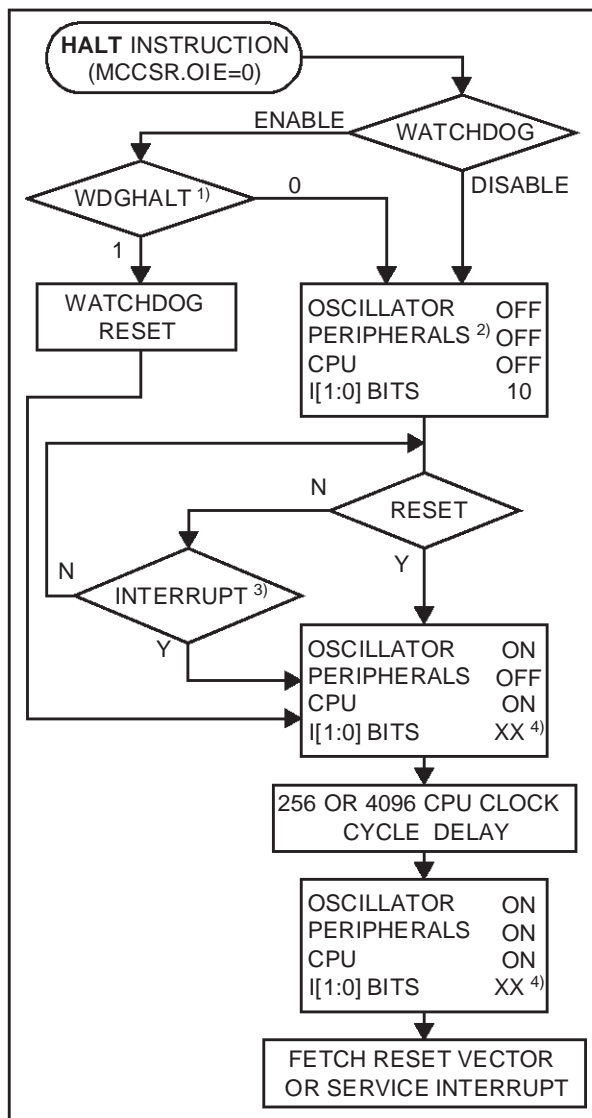 HALT INSTRUCTION
(MCCSR.OIE=0)
ENABLE
WATCHDOG
WDGHALT 1)
0
DISABLE
1
WATCHDOG
RESET
OSCILLATOR OFF
PERIPHERALS 2) OFF
CPU OFF
I[1:0] BITS 10
N
RESET
N
INTERRUPT 3)
Y
Y
OSCILLATOR ON
PERIPHERALS OFF
CPU ON
I[1:0] BITS XX 4)
256 OR 4096 CPU CLOCK
CYCLE DELAY
OSCILLATOR ON
PERIPHERALS ON
CPU ON
I[1:0] BITS XX 4)
FETCH RESET VECTOR
OR SERVICE INTERRUPT